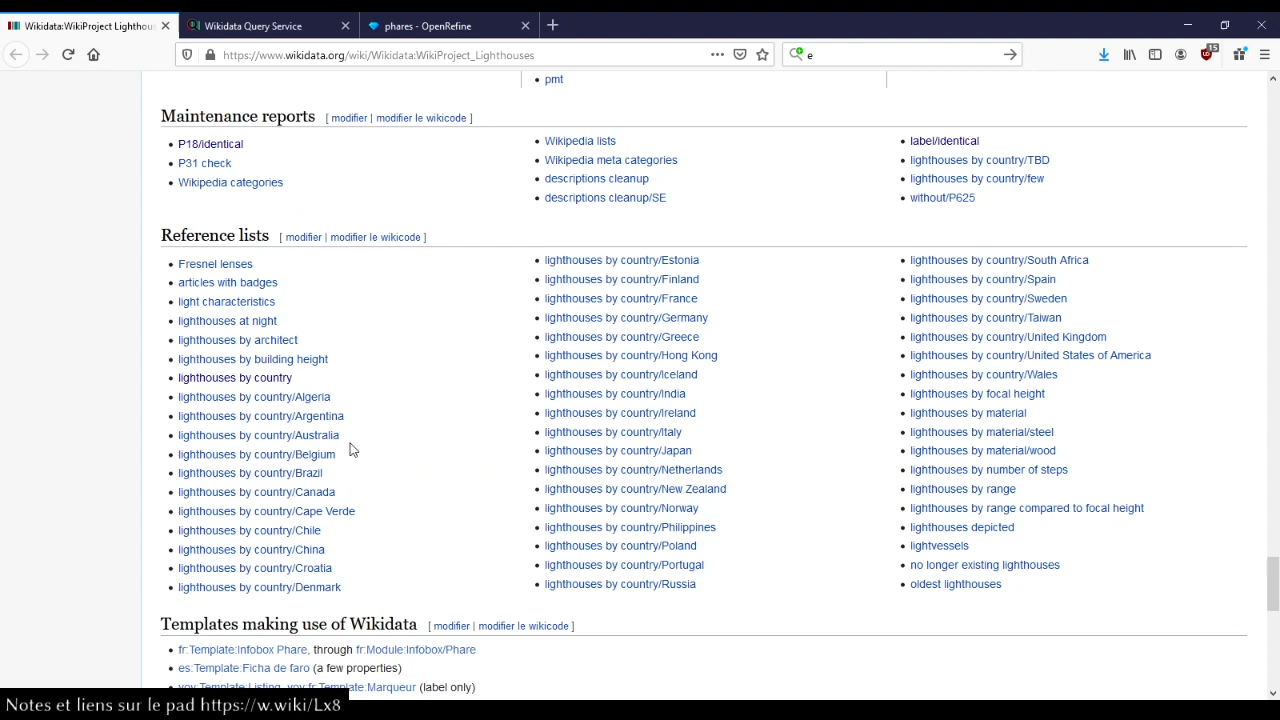 Wikidata:WikiProject Lighthous
Wikidata Query Service
phares - OpenRefine
https://www.wikidata.org/wiki/Wikidata:WikiProject_Lighthouses
e
15
pmt
Maintenance reports [ modifier | modifier le wikicode ]
P18/identical
P31 check
Wikipedia categories
Wikipedia lists
Wikipedia meta categories
descriptions cleanup
descriptions cleanup/SE
label/identical
lighthouses by country/TBD
lighthouses by country/few
without/P625
Reference lists [ modifier | modifier le wikicode ]
Fresnel lenses
articles with badges
light characteristics
lighthouses at night
lighthouses by architect
lighthouses by building height
lighthouses by country
lighthouses by country/Algeria
lighthouses by country/Argentina
lighthouses by country/Australia
lighthouses by country/Belgium
lighthouses by country/Brazil
lighthouses by country/Canada
lighthouses by country/Cape Verde
lighthouses by country/Chile
lighthouses by country/China
lighthouses by country/Croatia
lighthouses by country/Denmark
lighthouses by country/Estonia
lighthouses by country/Finland
lighthouses by country/France
lighthouses by country/Germany
lighthouses by country/Greece
lighthouses by country/Hong Kong
lighthouses by country/Iceland
lighthouses by country/India
lighthouses by country/Ireland
lighthouses by country/Italy
lighthouses by country/Japan
lighthouses by country/Netherlands
lighthouses by country/New Zealand
lighthouses by country/Norway
lighthouses by country/Philippines
lighthouses by country/Poland
lighthouses by country/Portugal
lighthouses by country/Russia
lighthouses by country/South Africa
lighthouses by country/Spain
lighthouses by country/Sweden
lighthouses by country/Taiwan
lighthouses by country/United Kingdom
lighthouses by country/United States of America
lighthouses by country/Wales
lighthouses by focal height
lighthouses by material
lighthouses by material/steel
lighthouses by material/wood
lighthouses by number of steps
lighthouses by range
lighthouses by range compared to focal height
lighthouses depicted
lightvessels
no longer existing lighthouses
oldest lighthouses
Templates making use of Wikidata [ modifier | modifier le wikicode ]
fr:Template:Infobox Phare, through fr:Module:Infobox/Phare
es:Template:Ficha de faro (a few properties)
voy:Template:Listing, voy:fr:Template:Marqueur (label only)
Notes et liens sur le pad https://w.wiki/Lx8